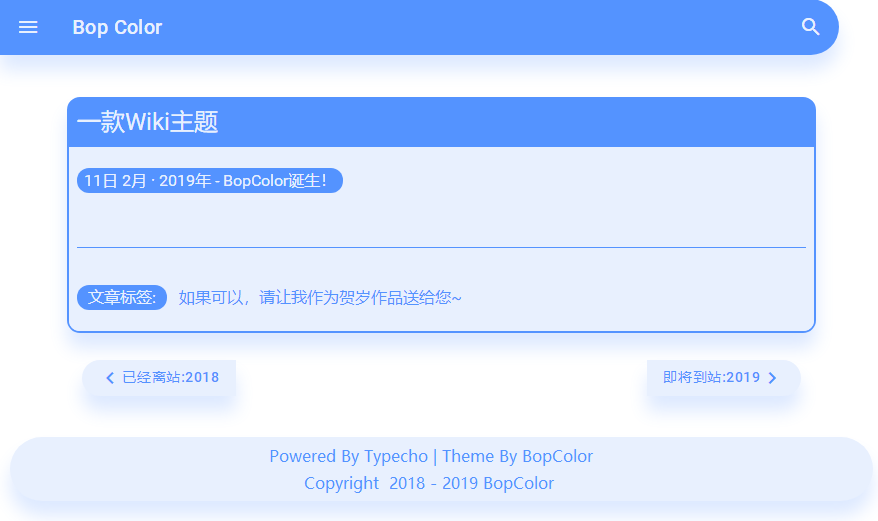 Bop Color
一款Wiki主题
11日 2月 · 2019年 - BopColor诞生！
文章标签: 如果可以，请让我作为贺岁作品送给您~
已经离站:2018
即将到站:2019
Powered By Typecho | Theme By BopColor
Copyright 2018 - 2019 BopColor